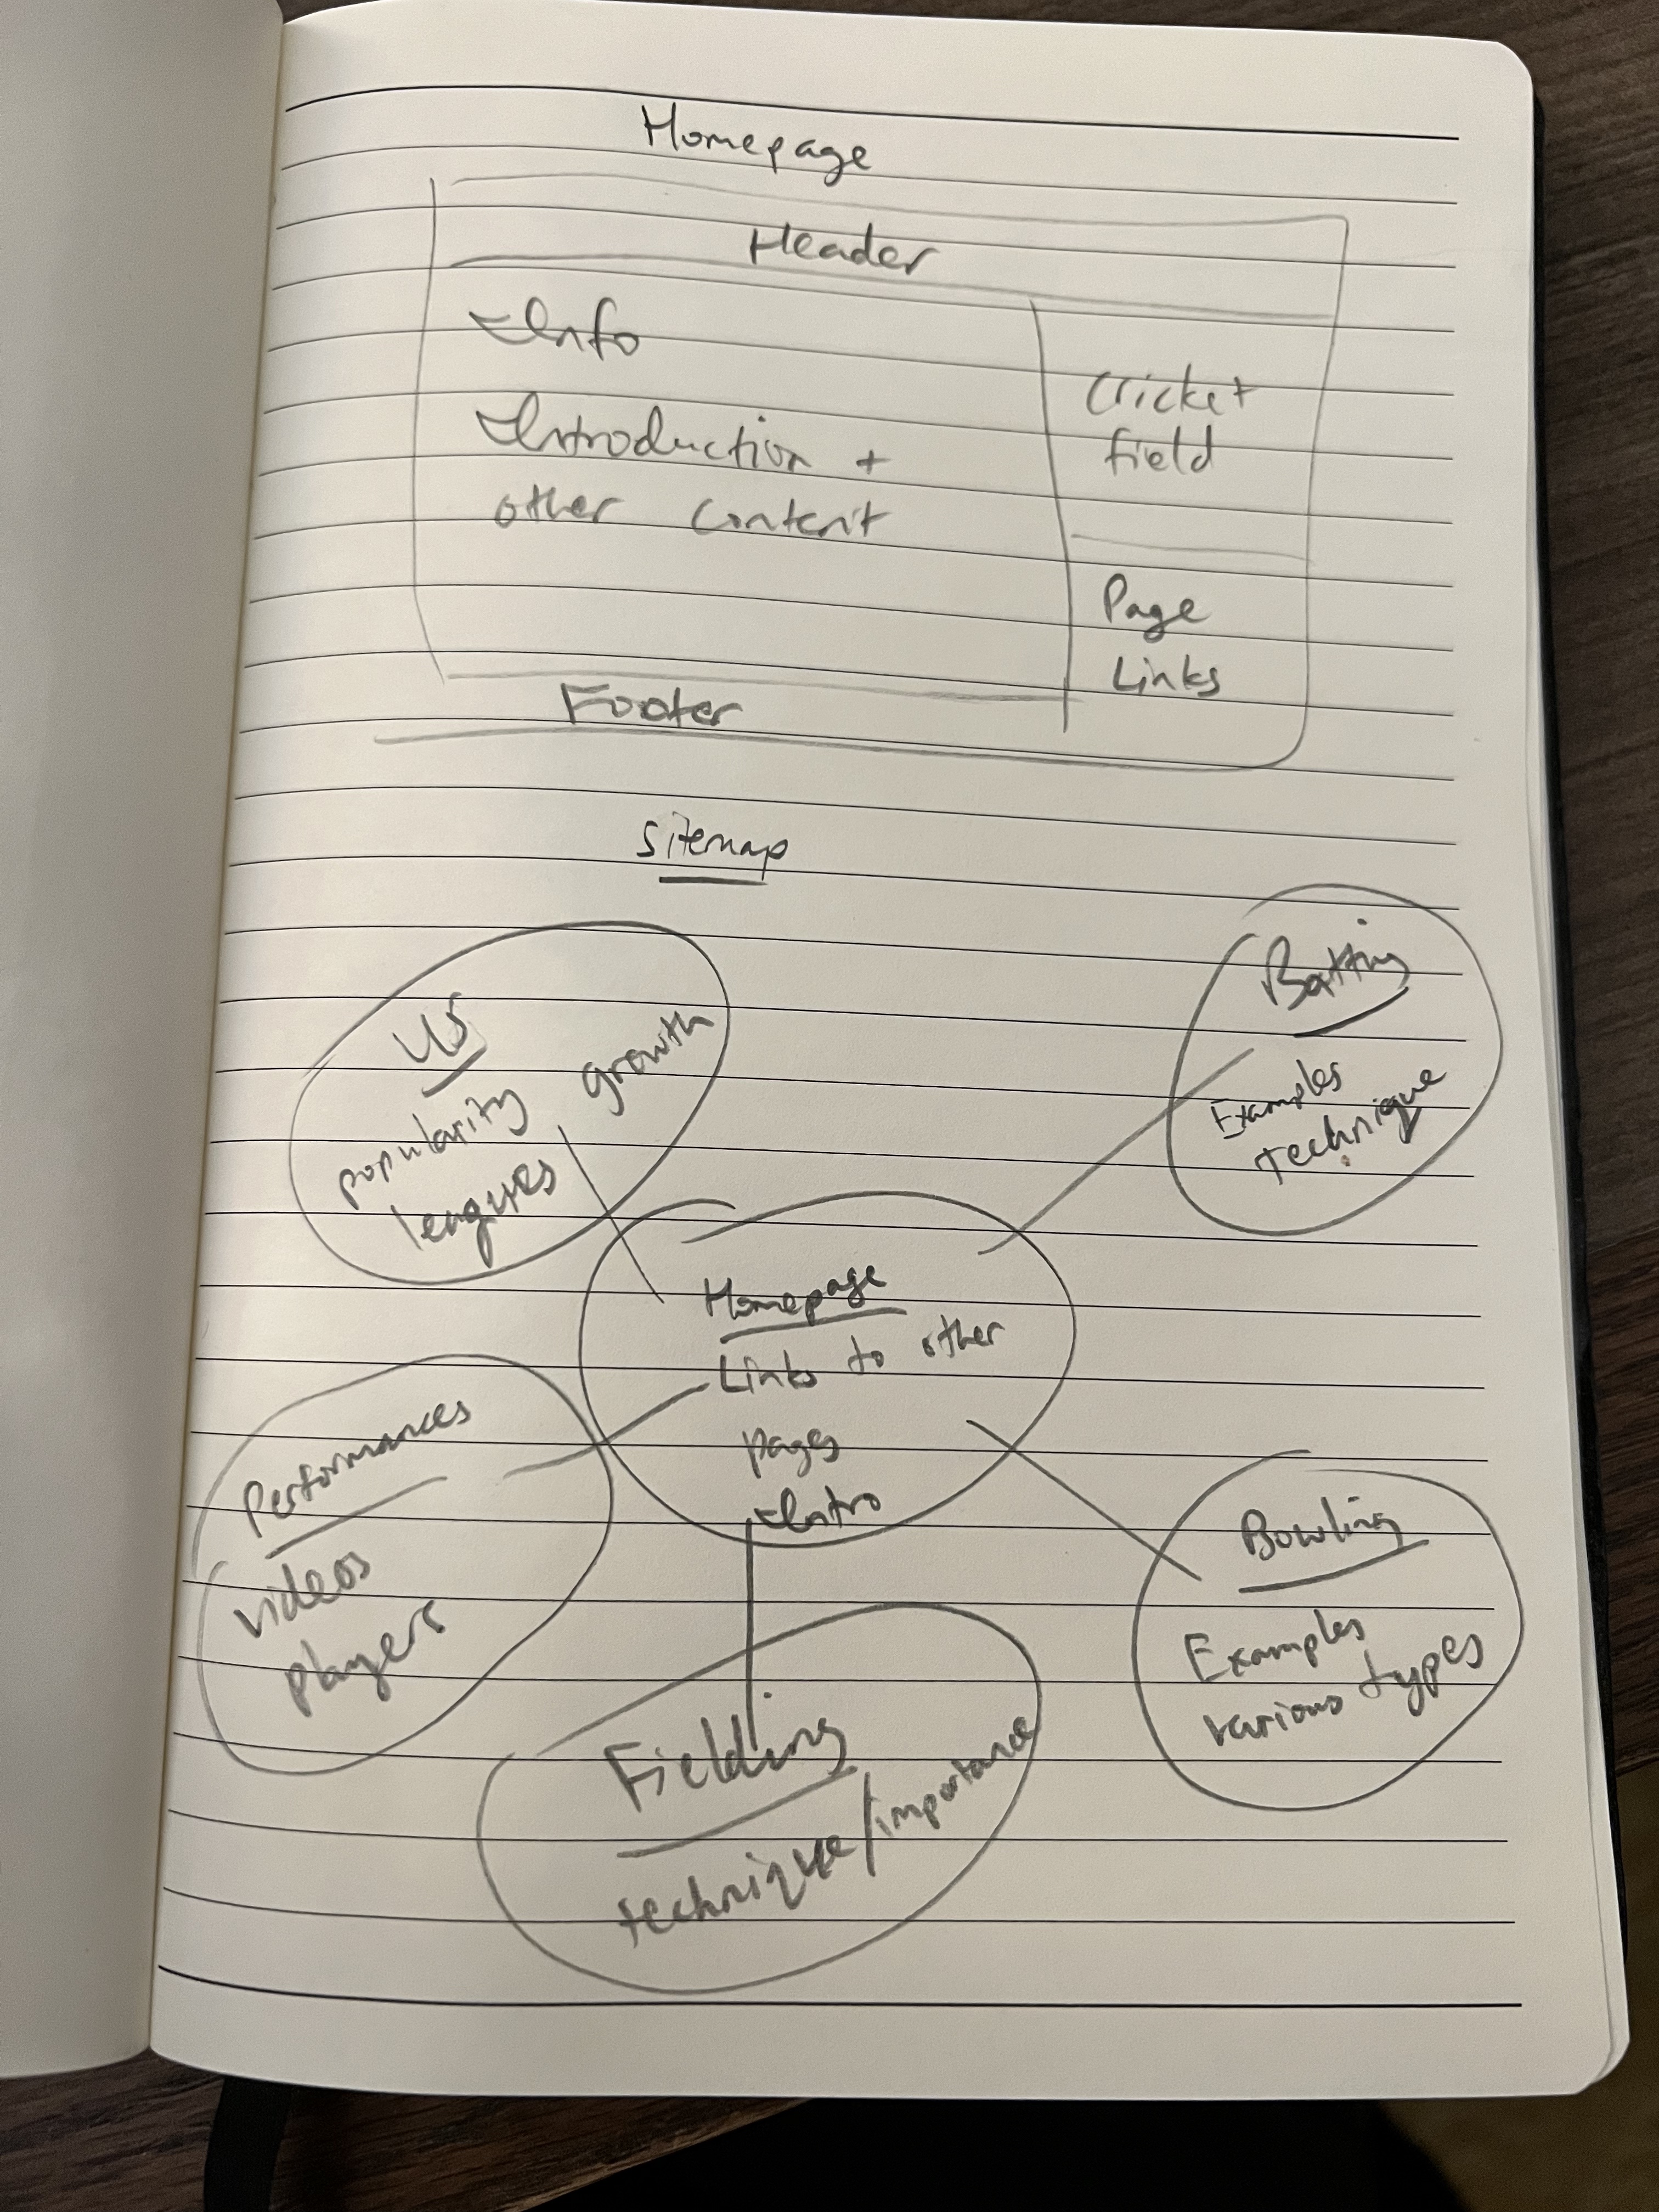 Homepage
Header
- Info
- Introduction +
other content
Cricket
field
Page
Links
Footer
Sitemap
US
popularity
growth
leagues
Batting
Examples
technique
Homepage
Links to other
pages
- Intro
Performances
videos
players
Bowling
Examples
various types
Fielding
technique/importance